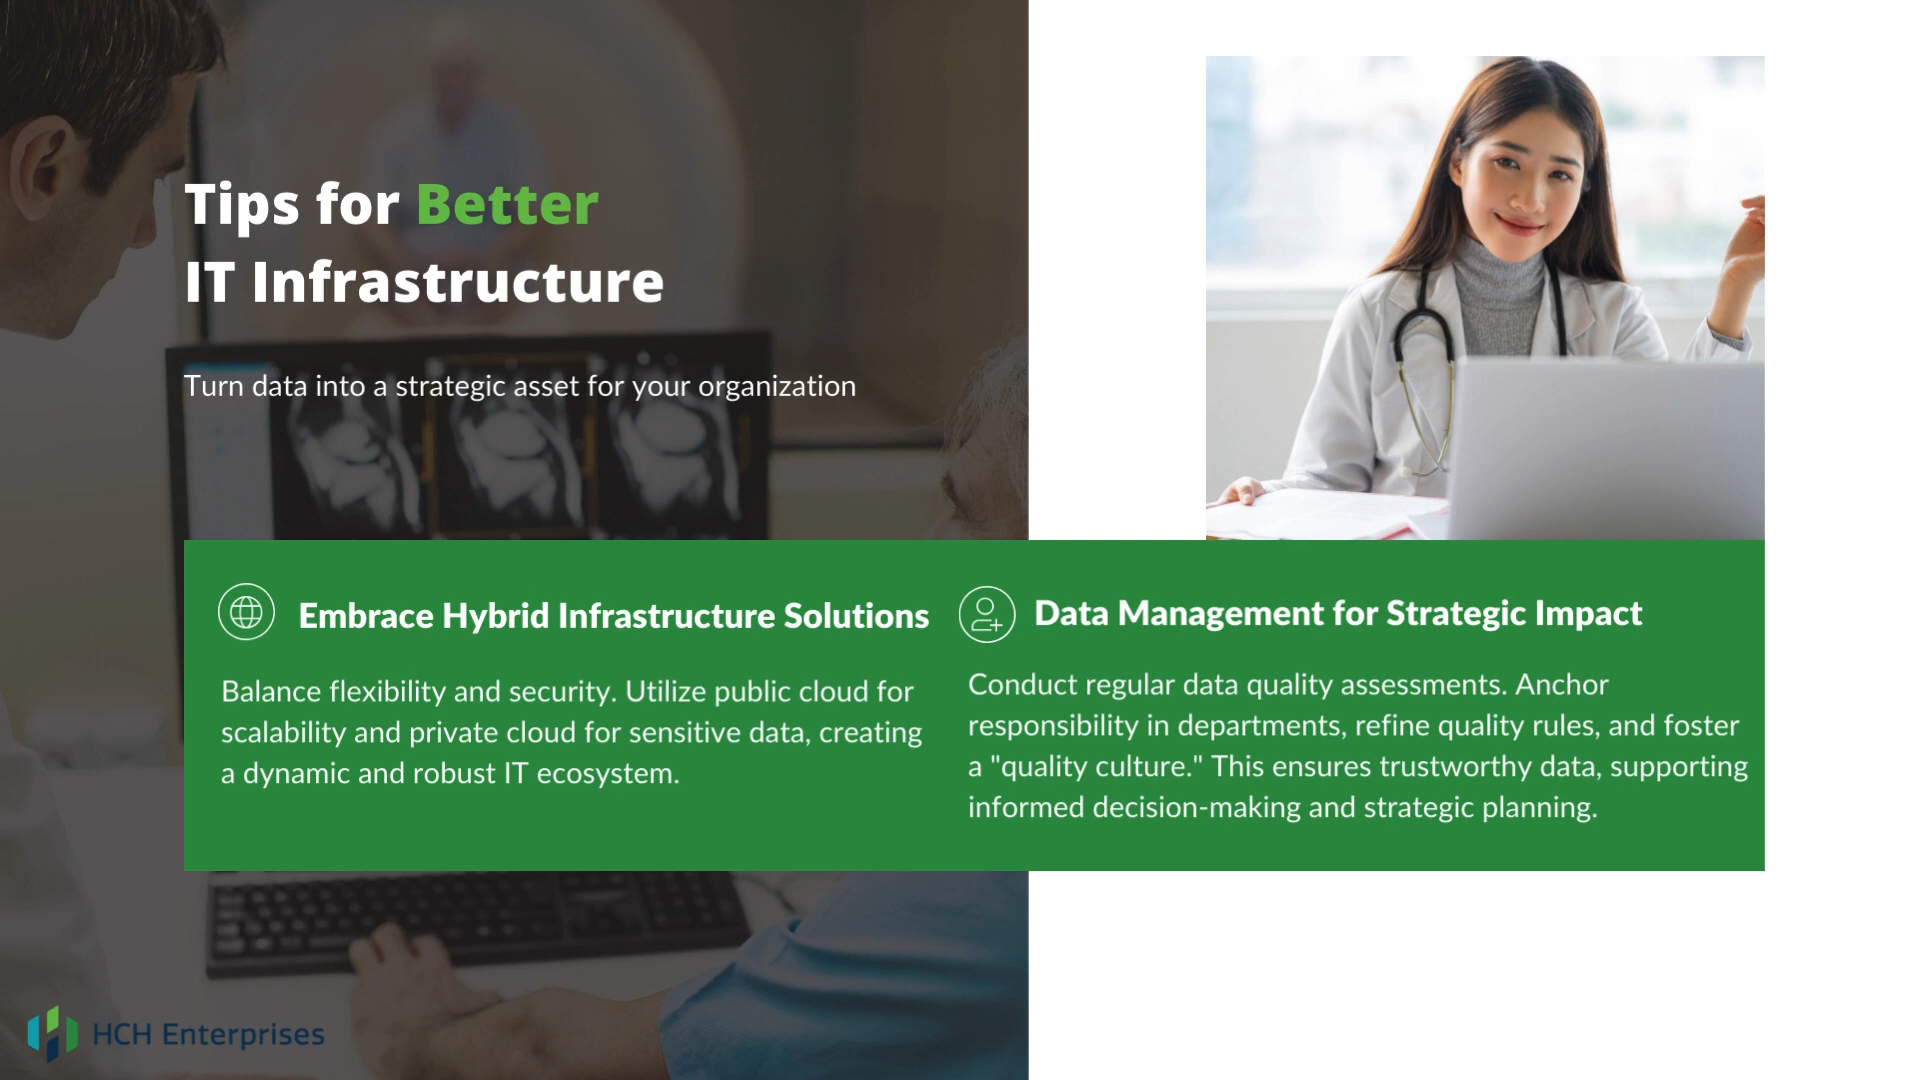 Tips for Better
IT Infrastructure
Turn data into a strategic asset for your organization
Embrace Hybrid Infrastructure Solutions
Balance flexibility and security. Utilize public cloud for
scalability and private cloud for sensitive data, creating
a dynamic and robust IT ecosystem.
Data Management for Strategic Impact
Conduct regular data quality assessments. Anchor
responsibility in departments, refine quality rules, and foster
a "quality culture." This ensures trustworthy data, supporting
informed decision-making and strategic planning.
HCH Enterprises